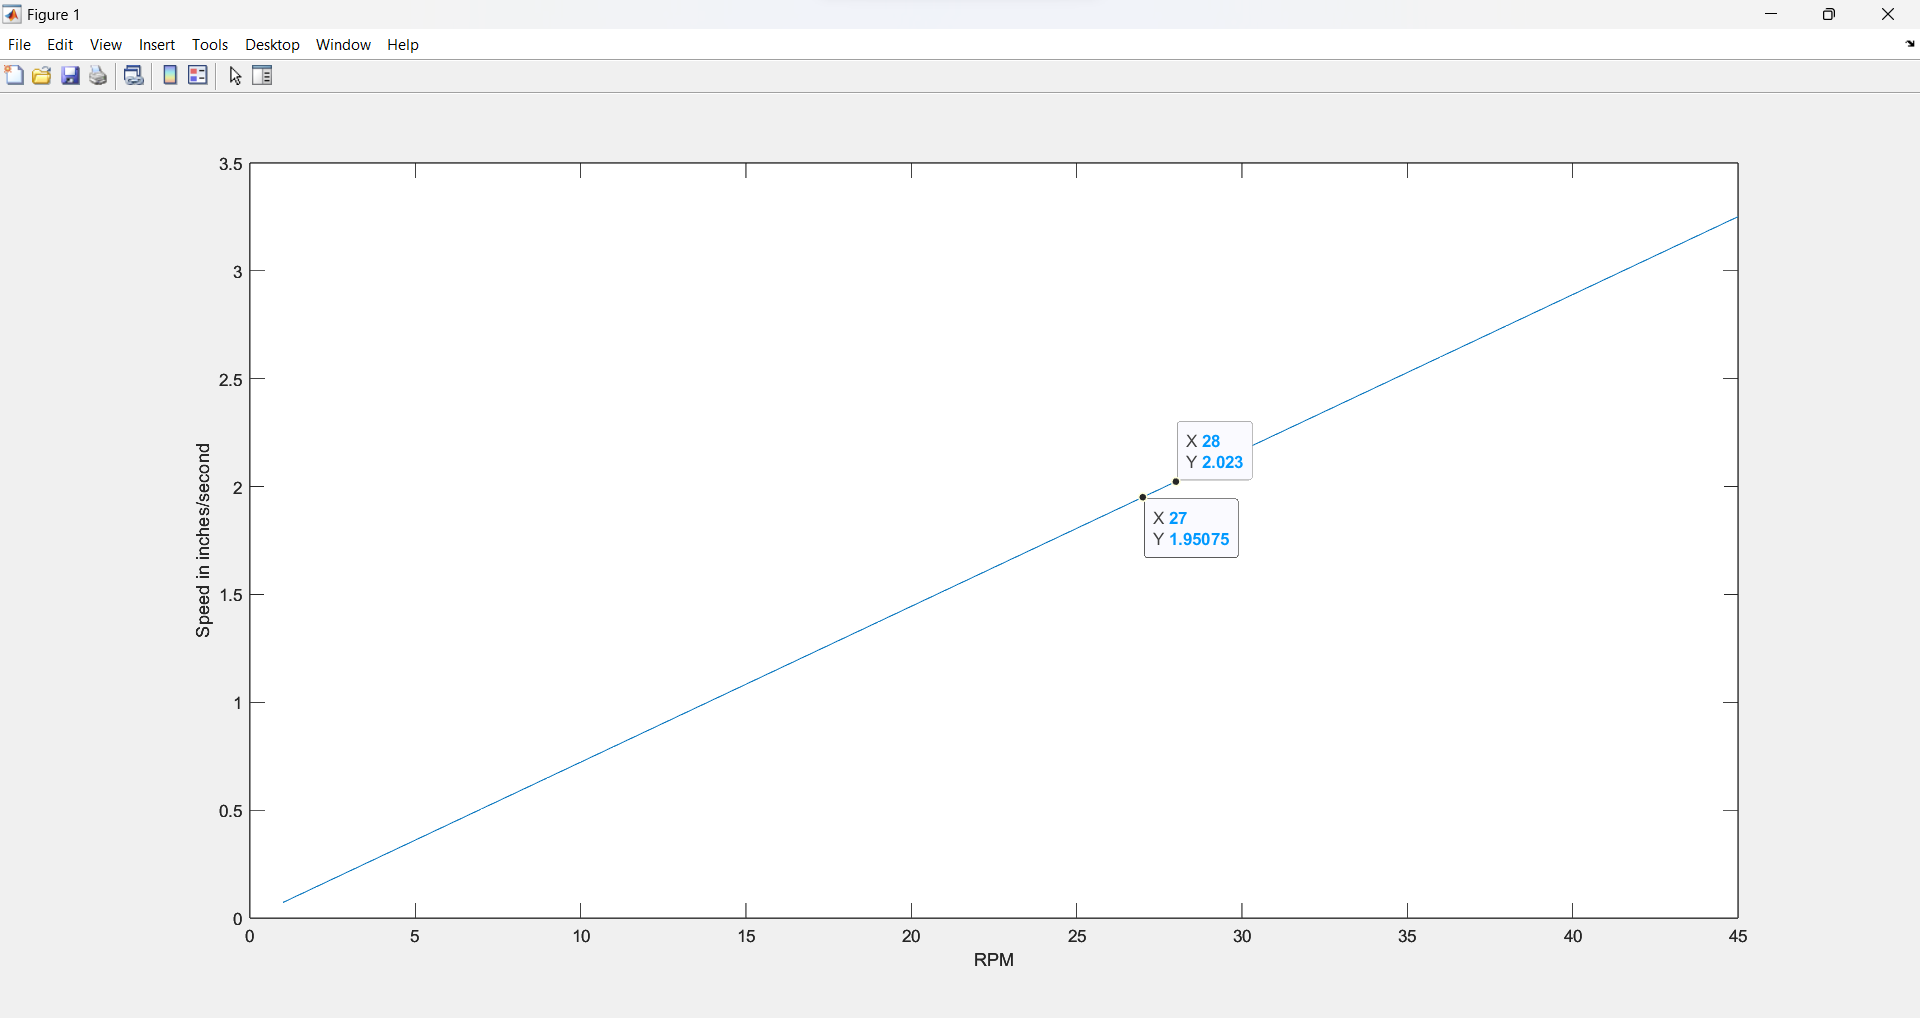 Figure 1
File Edit View Insert Tools Desktop Window Help
3.5
3
2.5
2
1.5
1
0.5
0
Speed in inches/second
X 28
Y 2.023
X 27
Y 1.95075
0 5 10 15 20 25 30 35 40 45
RPM